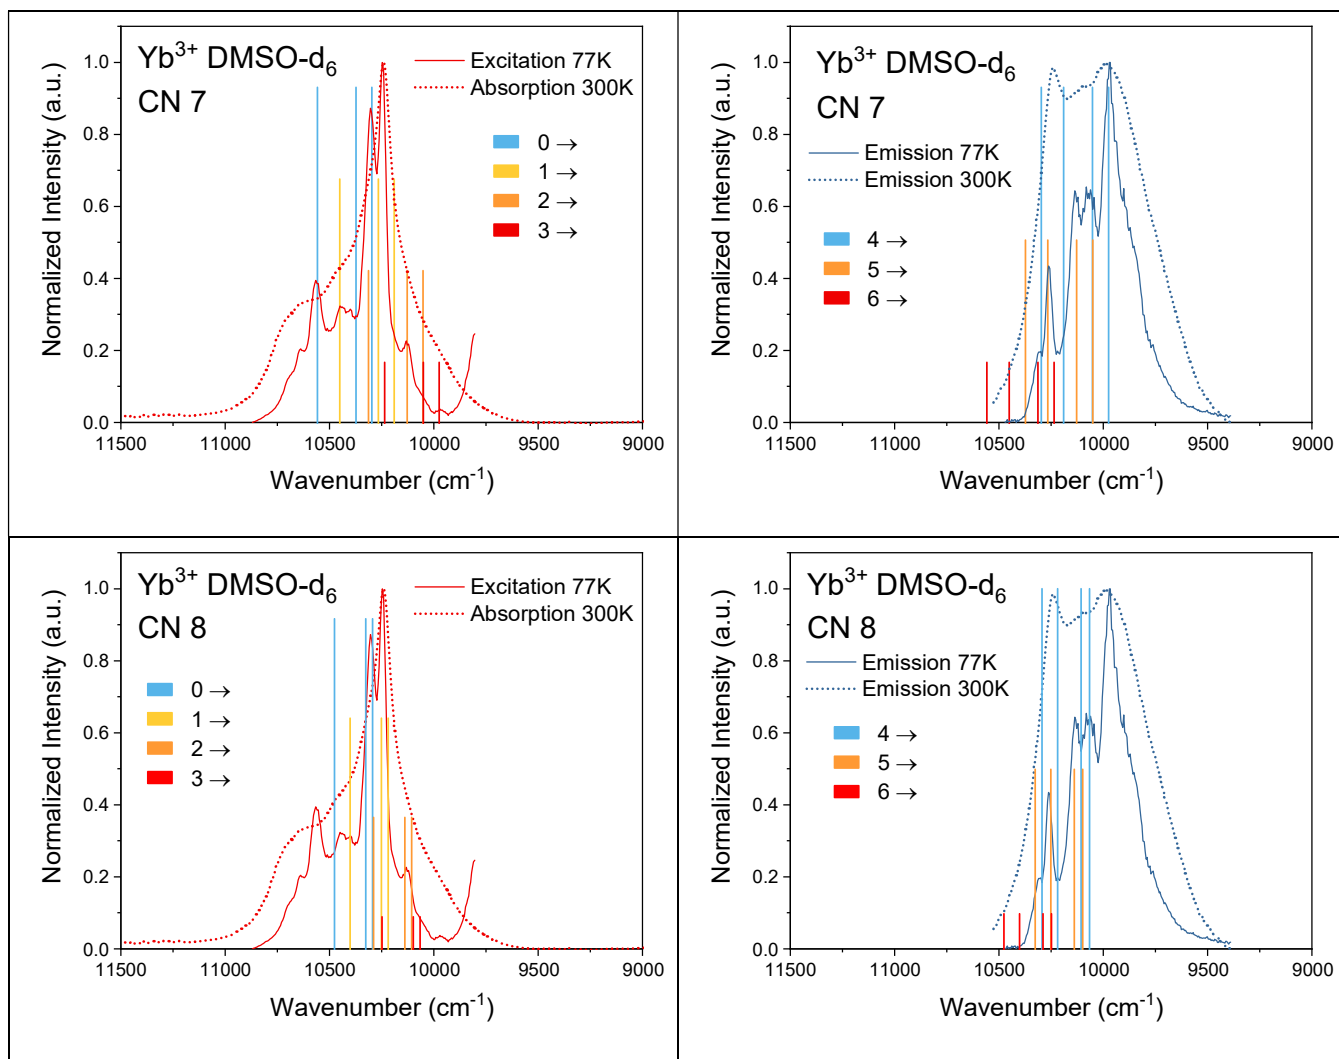 Yb³⁺ DMSO-d₆
CN 7
Excitation 77K
Absorption 300K
0 →
1 →
2 →
3 →
Normalized Intensity (a.u.)
1.0
0.8
0.6
0.4
0.2
0.0
11500 11000 10500 10000 9500 9000
Wavenumber (cm⁻¹)
Yb³⁺ DMSO-d₆
CN 7
Emission 77K
Emission 300K
4 →
5 →
6 →
Normalized Intensity (a.u.)
1.0
0.8
0.6
0.4
0.2
0.0
11500 11000 10500 10000 9500 9000
Wavenumber (cm⁻¹)
Yb³⁺ DMSO-d₆
CN 8
Excitation 77K
Absorption 300K
0 →
1 →
2 →
3 →
Normalized Intensity (a.u.)
1.0
0.8
0.6
0.4
0.2
0.0
11500 11000 10500 10000 9500 9000
Wavenumber (cm⁻¹)
Yb³⁺ DMSO-d₆
CN 8
Emission 77K
Emission 300K
4 →
5 →
6 →
Normalized Intensity (a.u.)
1.0
0.8
0.6
0.4
0.2
0.0
11500 11000 10500 10000 9500 9000
Wavenumber (cm⁻¹)